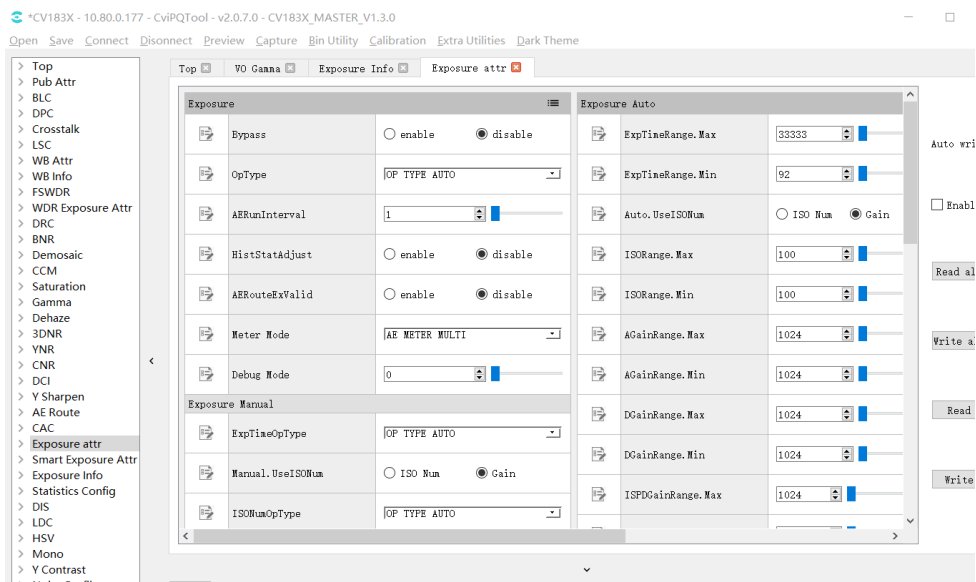 *CV183X - 10.80.0.177 - CviPQTool - v2.0.7.0 - CV183X_MASTER_V1.3.0
Open Save Connect Disconnect Preview Capture Bin Utility Calibration Extra Utilities Dark Theme
Top
Pub Attr
BLC
DPC
Crosstalk
LSC
WB Attr
WB Info
FSWDR
WDR Exposure Attr
DRC
BNR
Demosaic
CCM
Saturation
Gamma
Dehaze
3DNR
YNR
CNR
DCI
Y Sharpen
AE Route
CAC
Exposure attr
Smart Exposure Attr
Exposure Info
Statistics Config
DIS
LDC
HSV
Mono
Y Contrast
Top VO Gamma Exposure Info Exposure attr
Exposure
Bypass enable disable
OpType OP TYPE AUTO
AERunInterval 1
HistStatAdjust enable disable
AERouteExValid enable disable
Meter Mode AE METER MULTI
Debug Mode 0
Exposure Manual
ExpTimeOpType OP TYPE AUTO
Manual.UseISONum ISO Num Gain
ISONumOpType OP TYPE AUTO
Exposure Auto
ExpTimeRange.Max 33333
ExpTimeRange.Min 92
Auto.UseISONum ISO Num Gain
ISORange.Max 100
ISORange.Min 100
AGainRange.Max 1024
AGainRange.Min 1024
DGainRange.Max 1024
DGainRange.Min 1024
ISPDGainRange.Max 1024
Auto wri
Enabl
Read al
Write al
Read
Write